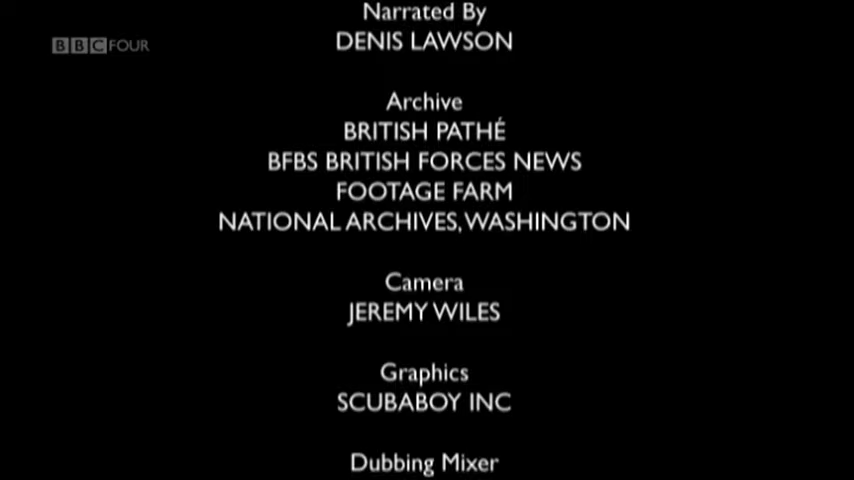 Narrated By
BBC FOUR
DENIS LAWSON
Archive
BRITISH PATHÉ
BFBS BRITISH FORCES NEWS
FOOTAGE FARM
NATIONAL ARCHIVES, WASHINGTON
Camera
JEREMY WILES
Graphics
SCUBABOY INC
Dubbing Mixer